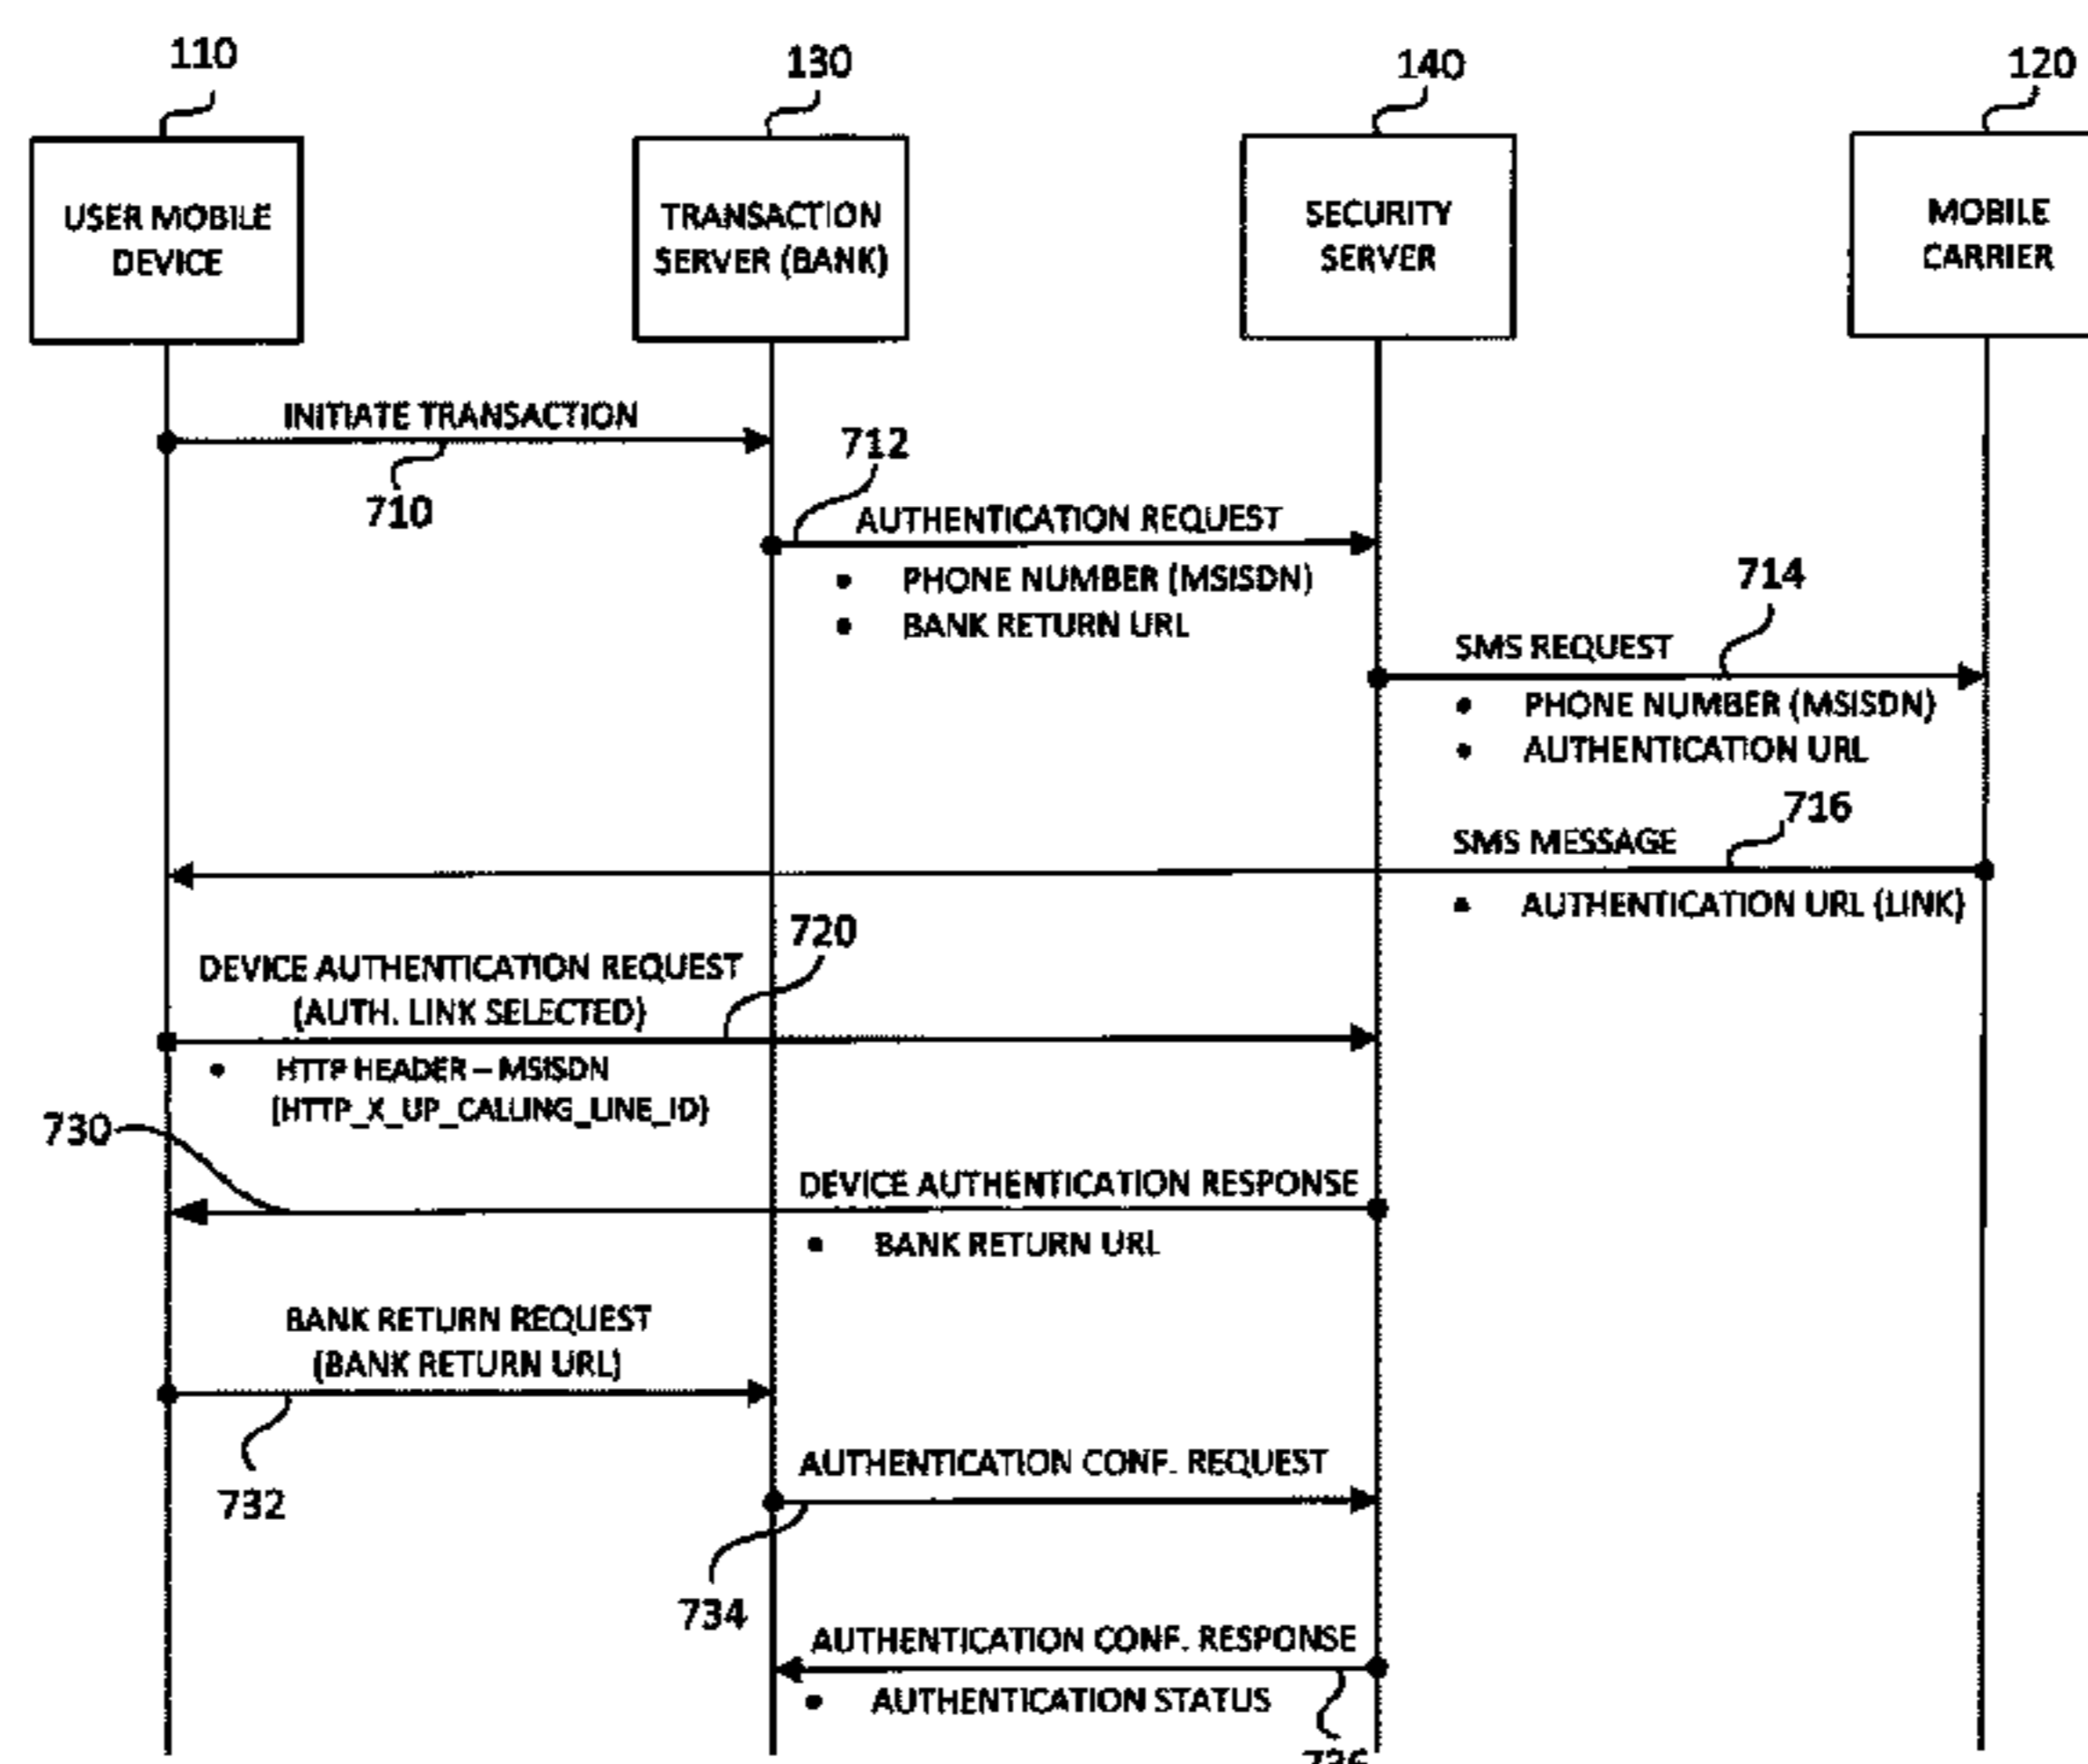 110
130
140
120
USER MOBILE
DEVICE
TRANSACTION
SERVER (BANK)
SECURITY
SERVER
MOBILE
CARRIER
INITIATE TRANSACTION
710
712
AUTHENTICATION REQUEST
• PHONE NUMBER (MSISDN)
• BANK RETURN URL
714
SMS REQUEST
• PHONE NUMBER (MSISDN)
• AUTHENTICATION URL
716
SMS MESSAGE
• AUTHENTICATION URL (LINK)
720
DEVICE AUTHENTICATION REQUEST
(AUTH. LINK SELECTED)
• HTTP HEADER – MSISDN
(HTTP_X_UP_CALLING_LINE_ID)
730
DEVICE AUTHENTICATION RESPONSE
• BANK RETURN URL
BANK RETURN REQUEST
(BANK RETURN URL)
732
AUTHENTICATION CONF. REQUEST
734
AUTHENTICATION CONF. RESPONSE
• AUTHENTICATION STATUS
736